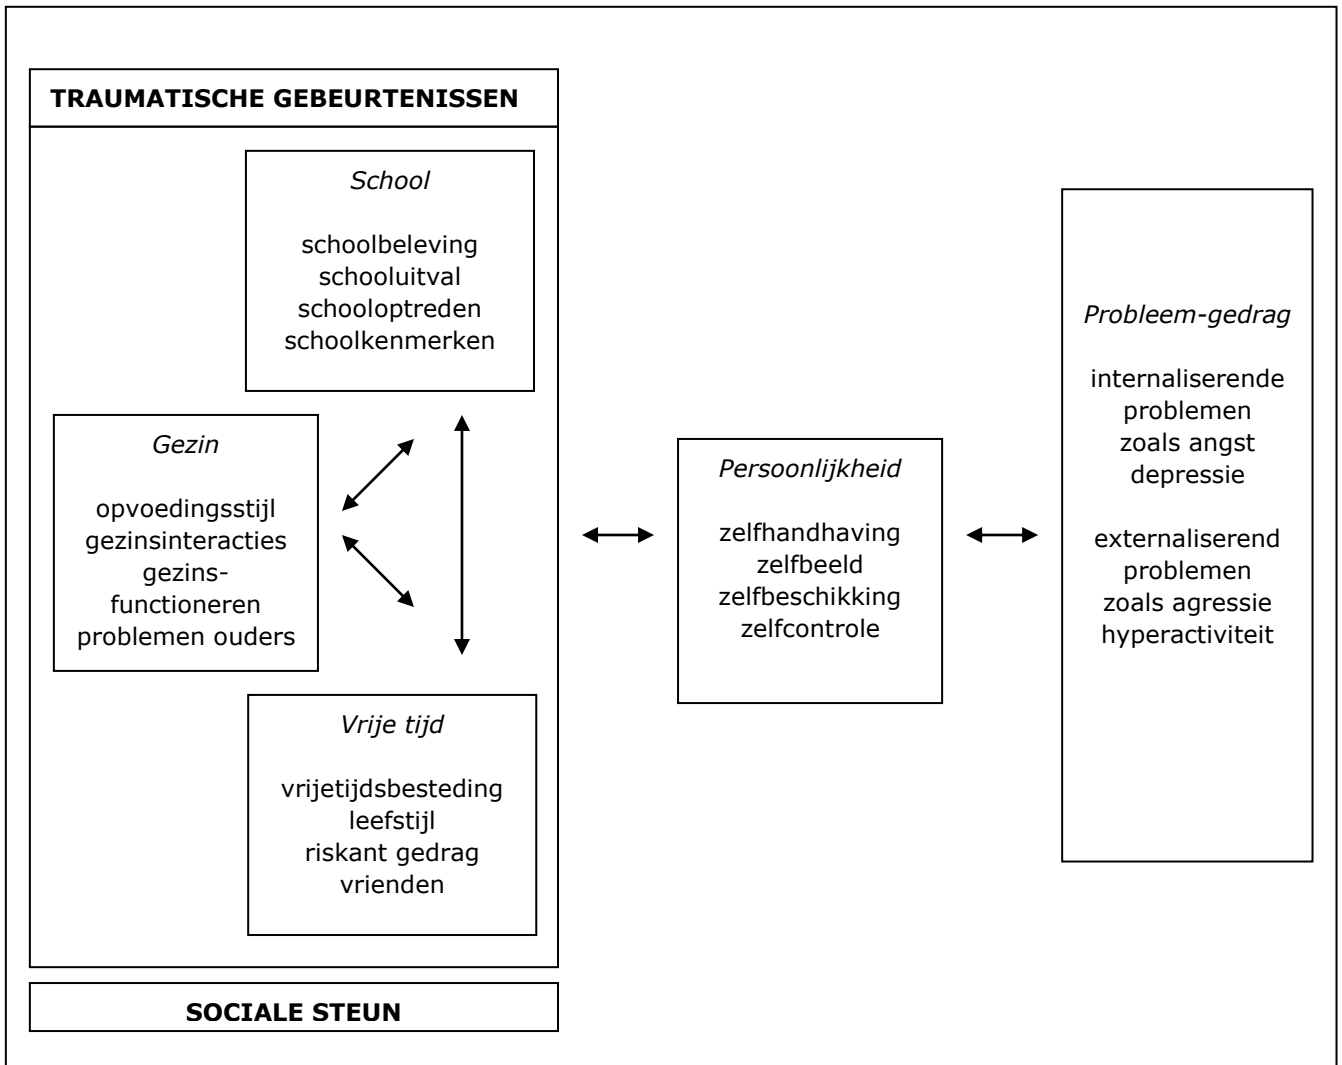 TRAUMATISCHE GEBEURTENISSEN
School
schoolbeleving
schooluitval
schooloptreden
schoolkenmerken
Gezin
opvoedingsstijl
gezinsinteracties
gezins-
functioneren
problemen ouders
Vrije tijd
vrijetijdsbesteding
leefstijl
riskant gedrag
vrienden
SOCIALE STEUN
Persoonlijkheid
zelfhandhaving
zelfbeeld
zelfbeschikking
zelfcontrole
Probleem-gedrag
internaliserende
problemen
zoals angst
depressie
externaliserend
problemen
zoals agressie
hyperactiviteit